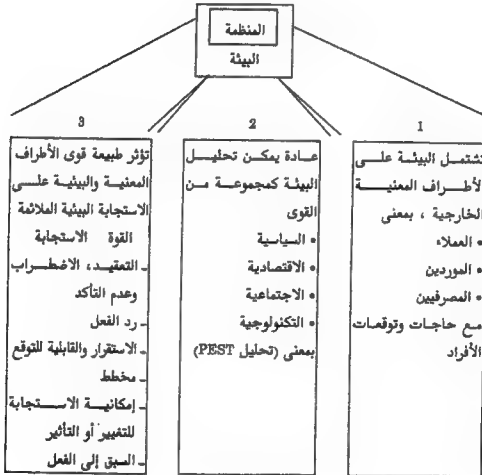 المنظمة
البيئة
1
تشتمل البيئة على
الأطراف المعنية
الخارجية ، بمعنى
• العملاء
• الموردين
• المصرفيين
مع حاجات وتوقعات
الأفراد
2
عادة يمكن تحليل
البيئة كمجموعة من
القوى
• السياسية
• الاقتصادية
• الاجتماعية
• التكنولوجية
بمعنى (تحليل PEST)
3
تؤثر طبيعة قوى الأطراف
المعنية والبيئية على
الاستجابة البيئية الملائمة
القوة الاستجابة
ـ التعقيد، الاضطراب
وعدم التأكد
ـ رد الفعل
ـ الاستقرار والقابلية للتوقع
ـ مخطط
ـ إمكانية الاستجابة
للتغيير أو التأثير
ـ السبق إلى الفعل